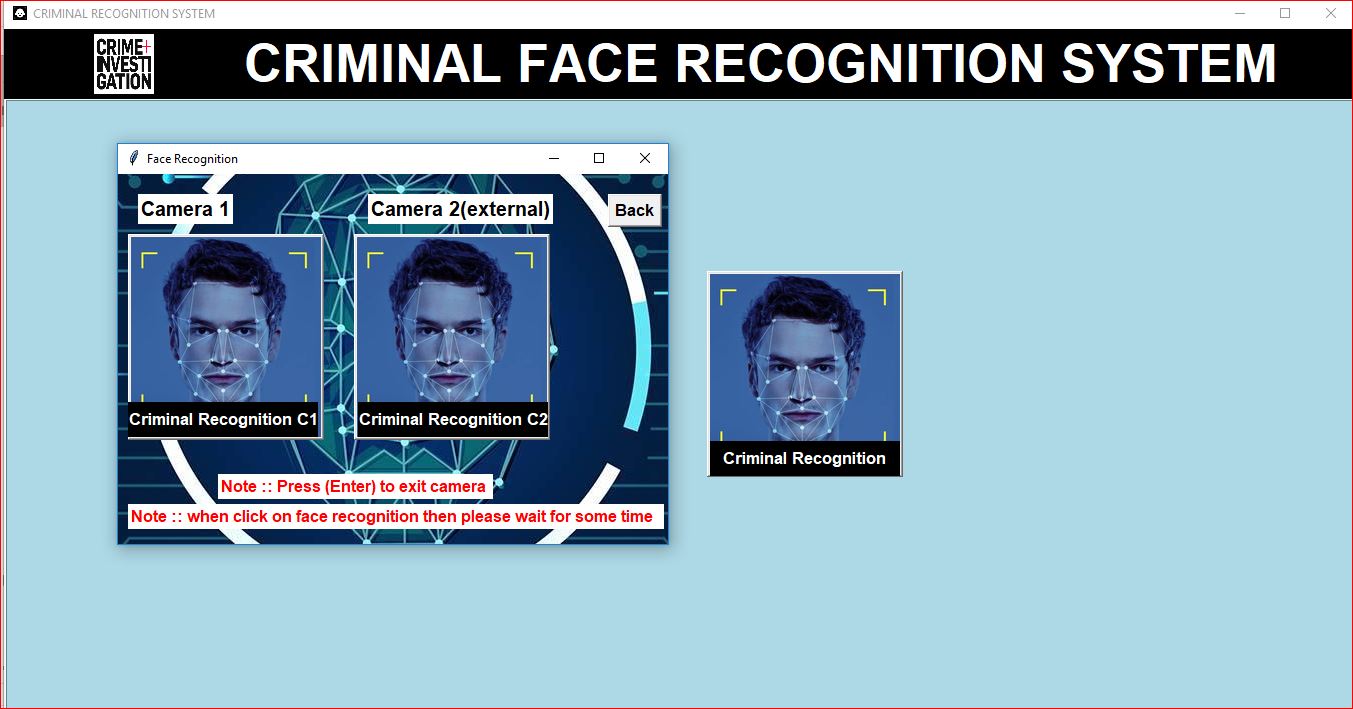 CRIMINAL RECOGNITION SYSTEM
CRIME+
INVESTI
GATION
CRIMINAL FACE RECOGNITION SYSTEM
Face Recognition
Camera 1
Camera 2(external)
Back
Criminal Recognition C1
Criminal Recognition C2
Criminal Recognition
Note :: Press (Enter) to exit camera
Note :: when click on face recognition then please wait for some time